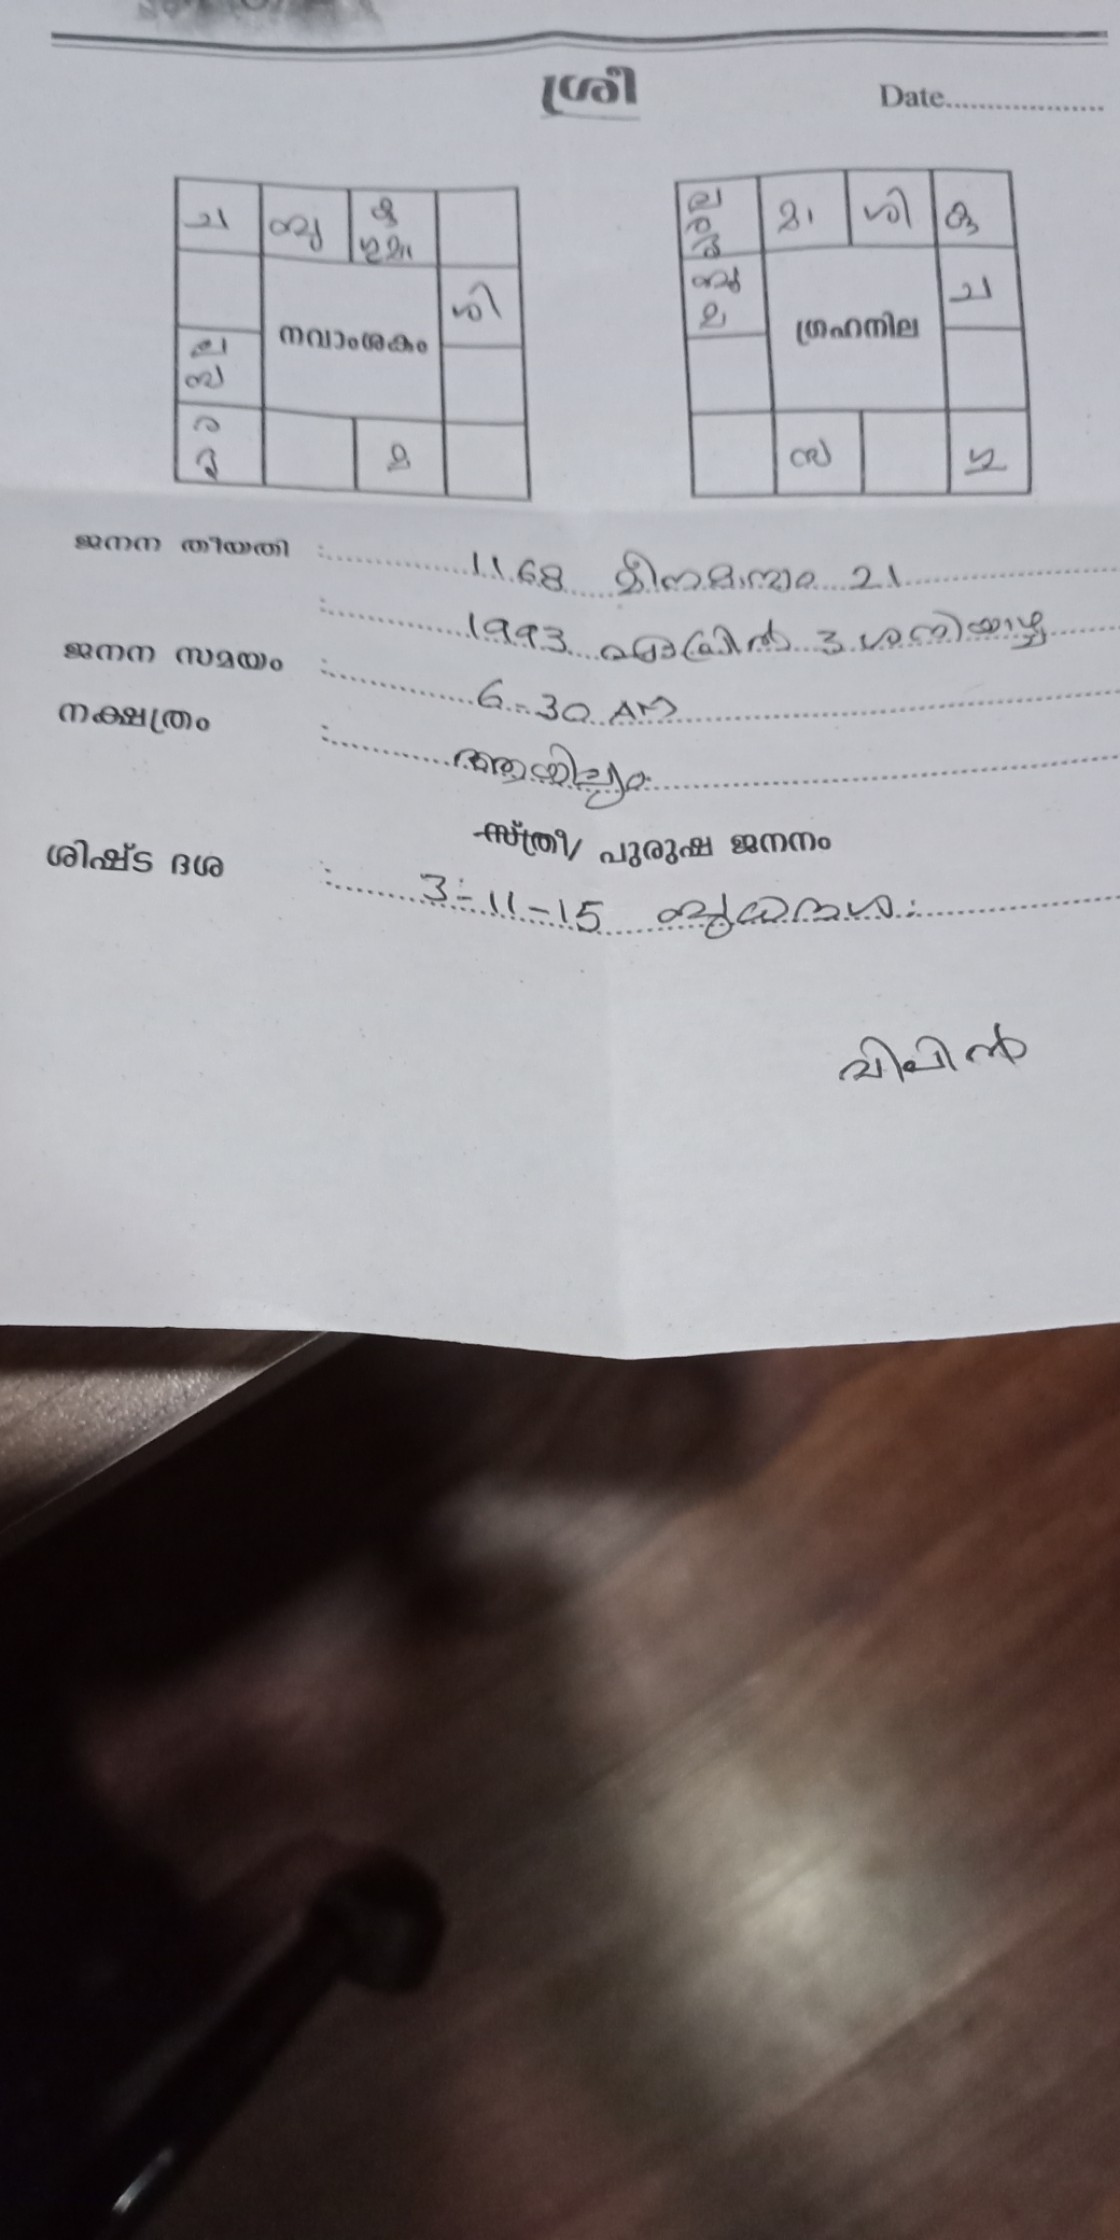 ശ്രീ
Date....................
ച ബു കു
ഗു മാ
ശി
നവാംശകം
ല
സ
ര
മ
ല
ര
മാ ശി കു
ബു
മ
ച
ഗ്രഹനില
സ ഗു
ജനന തീയതി : 1168 മീനമാസം 21
: 1993 ഏപ്രിൽ 3 ശനിയാഴ്ച
ജനന സമയം : 6-30 AM
നക്ഷത്രം : ആയില്യം
സ്ത്രീ/ പുരുഷ ജനനം
ശിഷ്ട ദശ : 3-11-15 ബുധദശ:
വിപിൻ